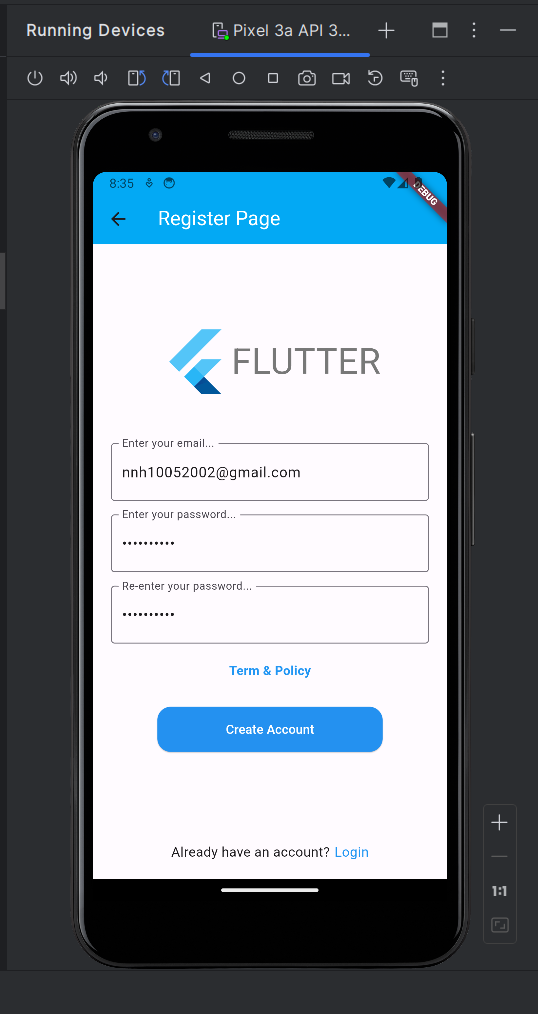 Running Devices
Pixel 3a API 3...
8:35
DEBUG
Register Page
FLUTTER
Enter your email...
nnh10052002@gmail.com
Enter your password...
••••••••••
Re-enter your password...
••••••••••
Term & Policy
Create Account
Already have an account? Login
1:1